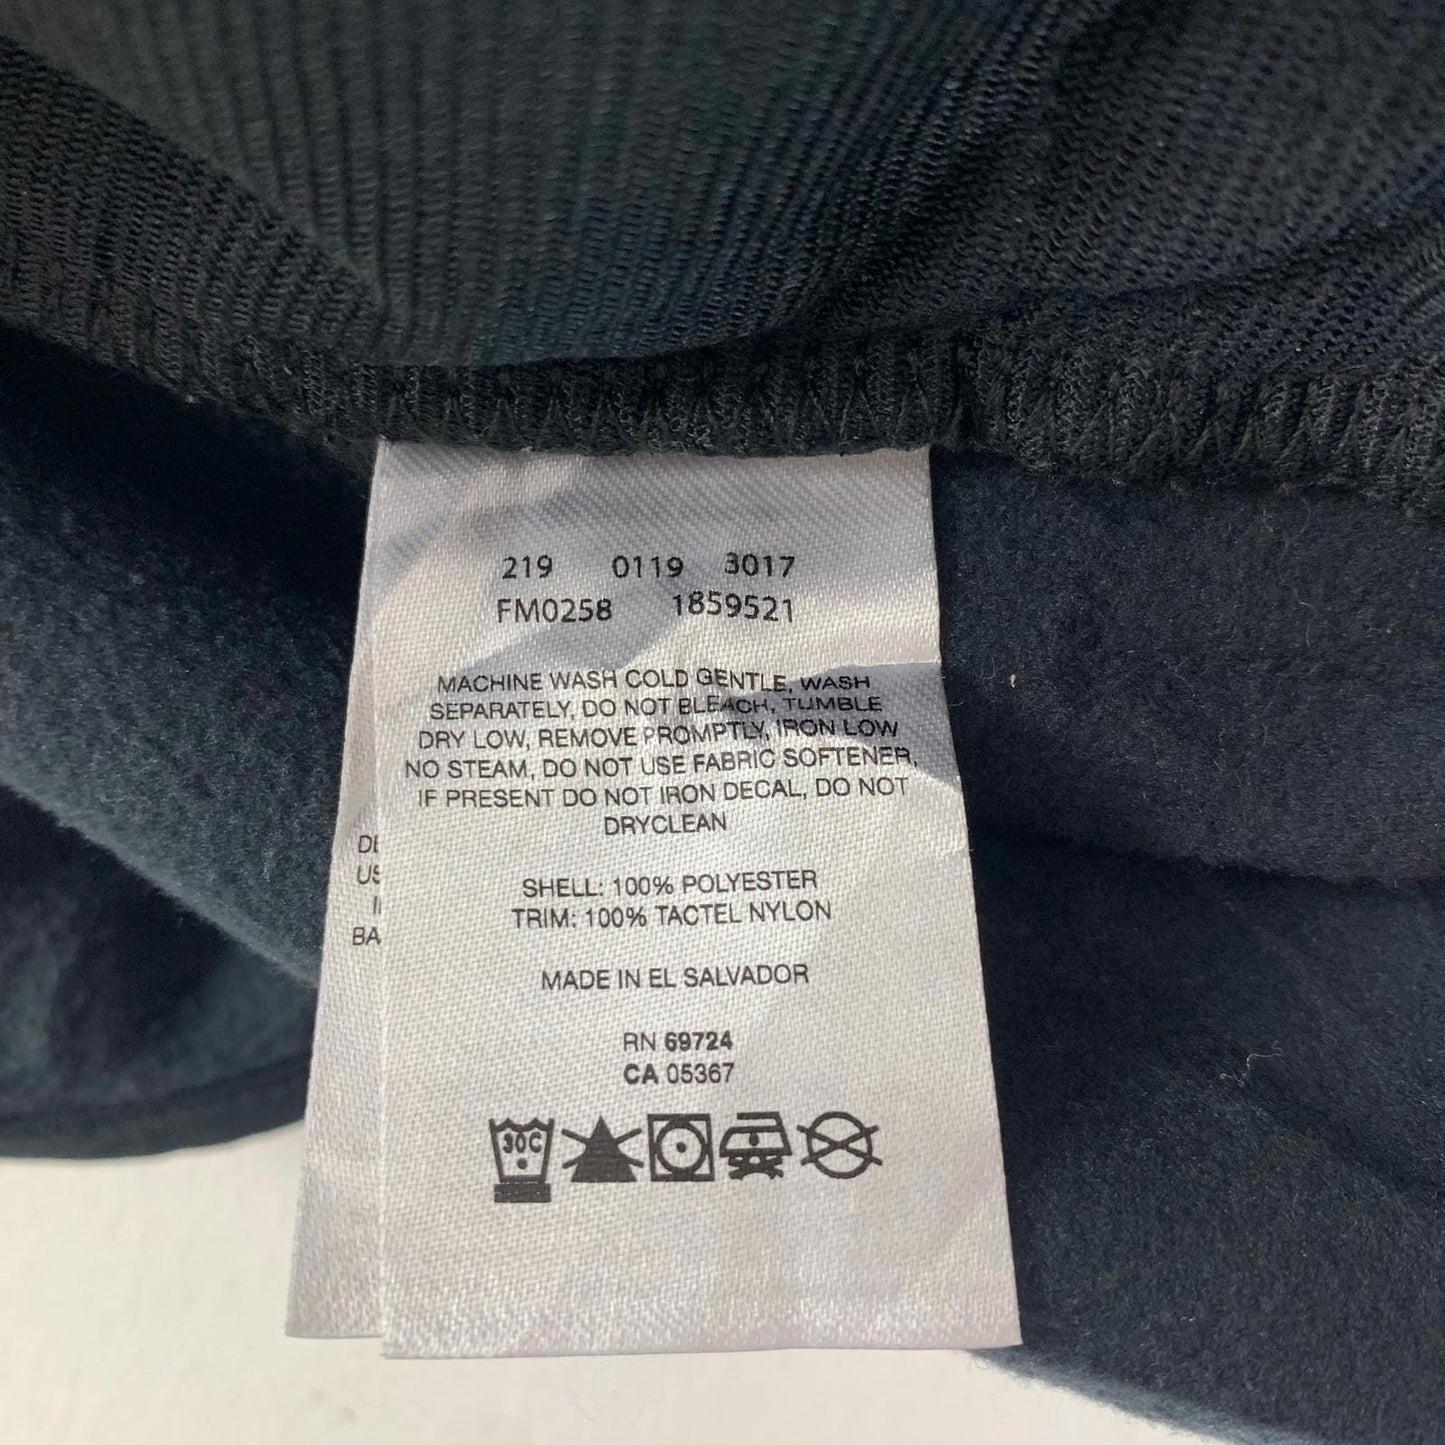 219 0119 3017
FM0258 1859521
MACHINE WASH COLD GENTLE, WASH
SEPARATELY, DO NOT BLEACH, TUMBLE
DRY LOW, REMOVE PROMPTLY, IRON LOW
NO STEAM, DO NOT USE FABRIC SOFTENER,
IF PRESENT DO NOT IRON DECAL, DO NOT
DRYCLEAN
SHELL: 100% POLYESTER
TRIM: 100% TACTEL NYLON
MADE IN EL SALVADOR
RN 69724
CA 05367
30C